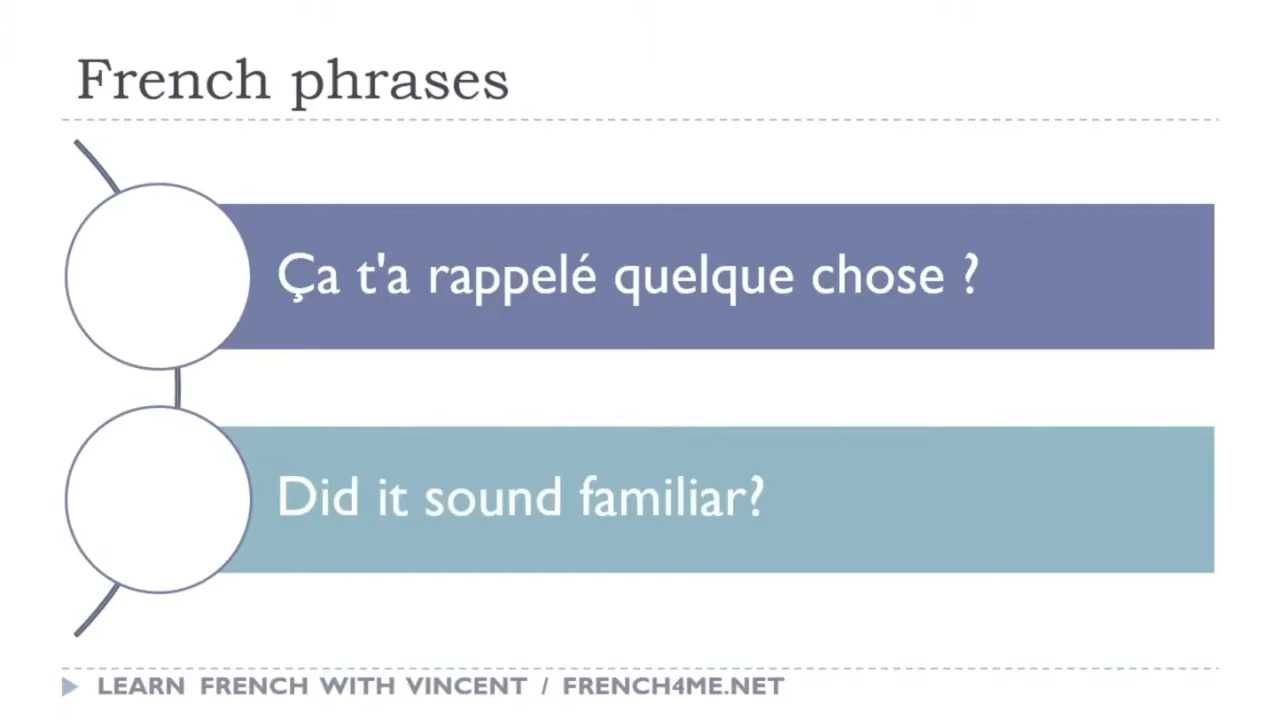 French phrases
Ça t'a rappelé quelque chose ?
Did it sound familiar?
LEARN FRENCH WITH VINCENT / FRENCH4ME.NET